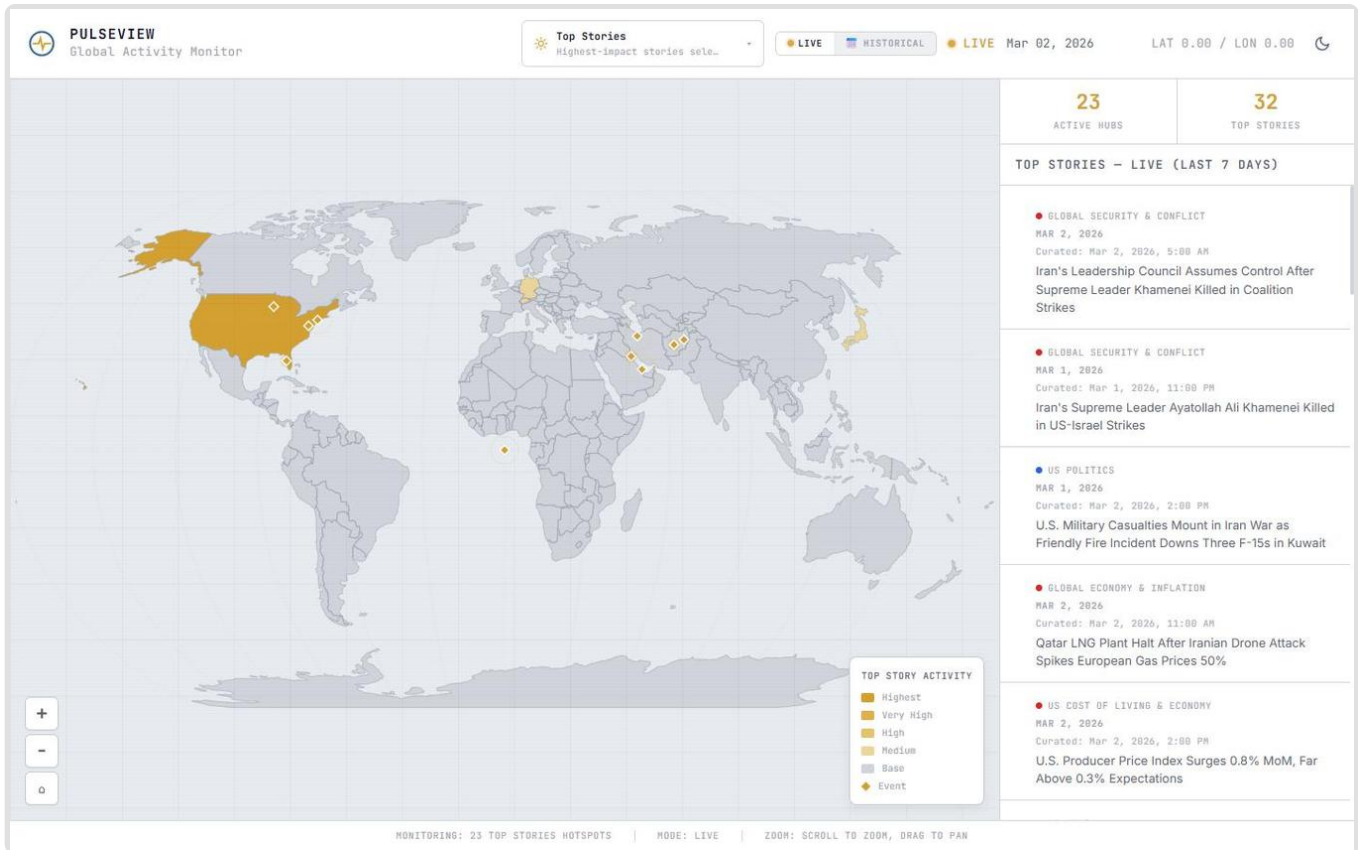 PULSEVIEW
Global Activity Monitor
Top Stories
Highest-impact stories sele…
LIVE
HISTORICAL
LIVE Mar 02, 2026
LAT 0.00 / LON 0.00
23
ACTIVE HUBS
32
TOP STORIES
TOP STORIES — LIVE (LAST 7 DAYS)
GLOBAL SECURITY & CONFLICT
MAR 2, 2026
Curated: Mar 2, 2026, 5:00 AM
Iran's Leadership Council Assumes Control After
Supreme Leader Khamenei Killed in Coalition
Strikes
GLOBAL SECURITY & CONFLICT
MAR 1, 2026
Curated: Mar 1, 2026, 11:00 PM
Iran's Supreme Leader Ayatollah Ali Khamenei Killed
in US-Israel Strikes
US POLITICS
MAR 1, 2026
Curated: Mar 2, 2026, 2:00 PM
U.S. Military Casualties Mount in Iran War as
Friendly Fire Incident Downs Three F-15s in Kuwait
GLOBAL ECONOMY & INFLATION
MAR 2, 2026
Curated: Mar 2, 2026, 11:00 AM
Qatar LNG Plant Halt After Iranian Drone Attack
Spikes European Gas Prices 50%
US COST OF LIVING & ECONOMY
MAR 2, 2026
Curated: Mar 2, 2026, 2:00 PM
U.S. Producer Price Index Surges 0.8% MoM, Far
Above 0.3% Expectations
TOP STORY ACTIVITY
Highest
Very High
High
Medium
Base
Event
+
−
MONITORING: 23 TOP STORIES HOTSPOTS | MODE: LIVE | ZOOM: SCROLL TO ZOOM, DRAG TO PAN